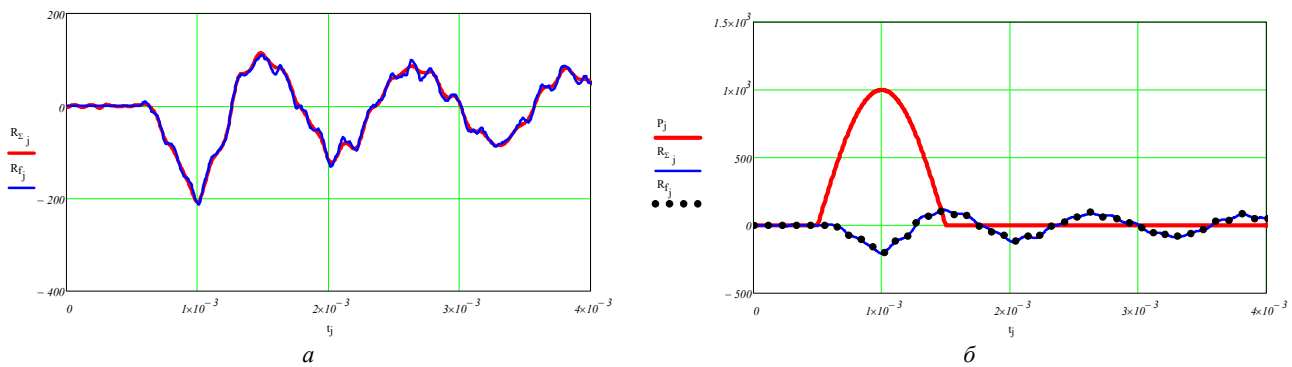 200
0
−200
−400
R_Σ j
R_f j
0
1×10⁻³
2×10⁻³
3×10⁻³
4×10⁻³
t_j
а
1.5×10³
1×10³
500
0
−500
P_j
R_Σ j
R_f j
0
1×10⁻³
2×10⁻³
3×10⁻³
4×10⁻³
t_j
б